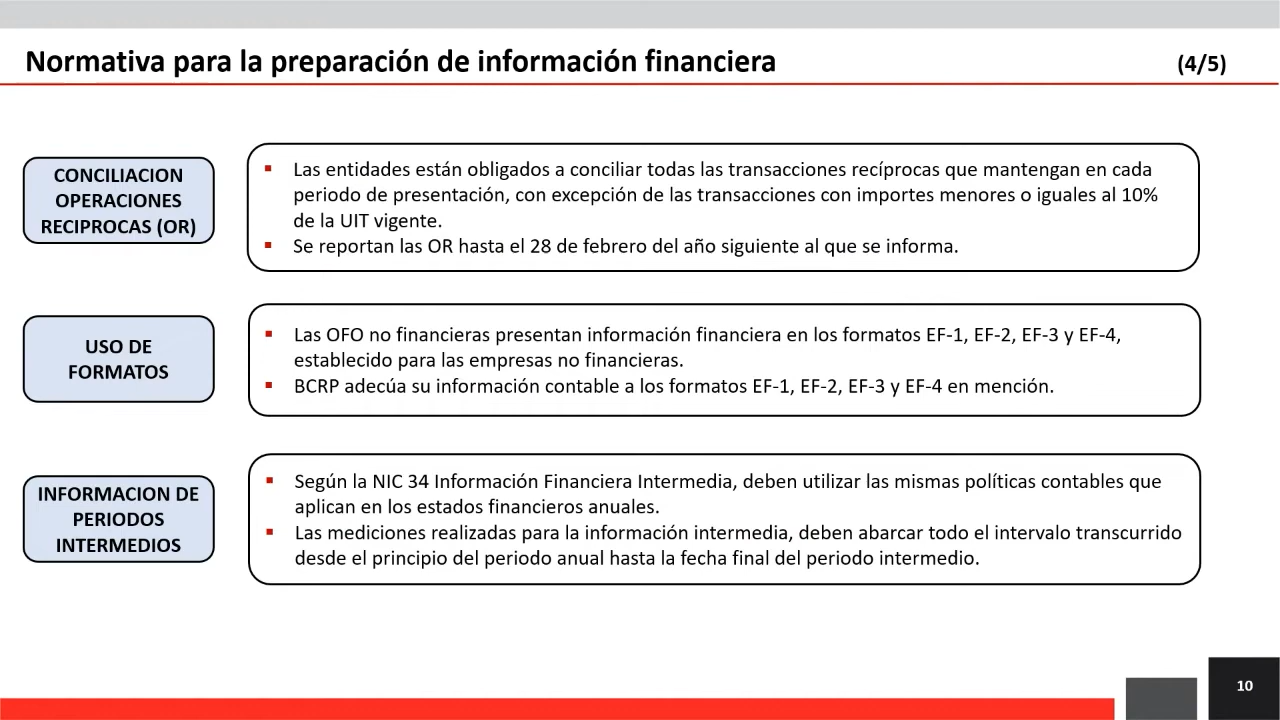 Normativa para la preparación de información financiera
(4/5)
CONCILIACION
OPERACIONES
RECIPROCAS (OR)
▪ Las entidades están obligados a conciliar todas las transacciones recíprocas que mantengan en cada
periodo de presentación, con excepción de las transacciones con importes menores o iguales al 10%
de la UIT vigente.
▪ Se reportan las OR hasta el 28 de febrero del año siguiente al que se informa.
USO DE
FORMATOS
▪ Las OFO no financieras presentan información financiera en los formatos EF-1, EF-2, EF-3 y EF-4,
establecido para las empresas no financieras.
▪ BCRP adecúa su información contable a los formatos EF-1, EF-2, EF-3 y EF-4 en mención.
INFORMACION DE
PERIODOS
INTERMEDIOS
▪ Según la NIC 34 Información Financiera Intermedia, deben utilizar las mismas políticas contables que
aplican en los estados financieros anuales.
▪ Las mediciones realizadas para la información intermedia, deben abarcar todo el intervalo transcurrido
desde el principio del periodo anual hasta la fecha final del periodo intermedio.
10